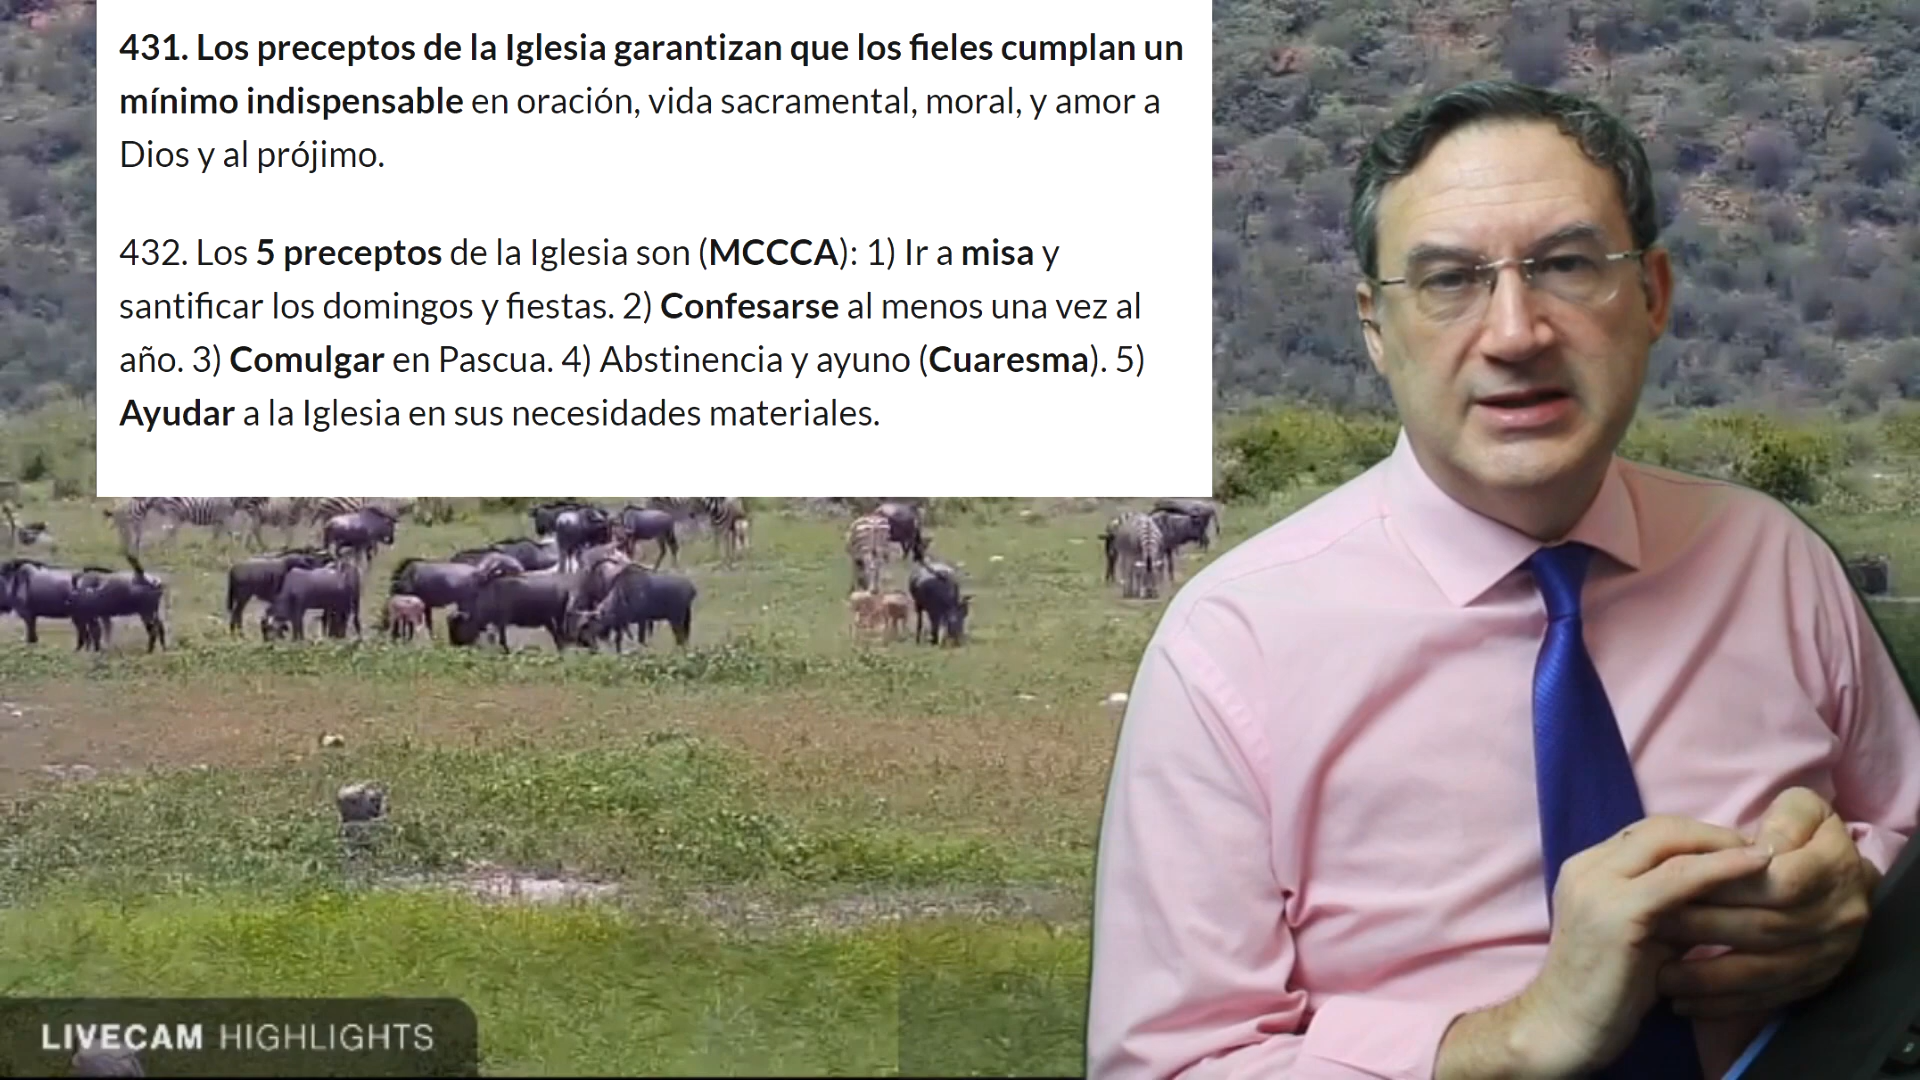 431. Los preceptos de la Iglesia garantizan que los fieles cumplan un
mínimo indispensable en oración, vida sacramental, moral, y amor a
Dios y al prójimo.
432. Los 5 preceptos de la Iglesia son (MCCCA): 1) Ir a misa y
santificar los domingos y fiestas. 2) Confesarse al menos una vez al
año. 3) Comulgar en Pascua. 4) Abstinencia y ayuno (Cuaresma). 5)
Ayudar a la Iglesia en sus necesidades materiales.
LIVECAM HIGHLIGHTS